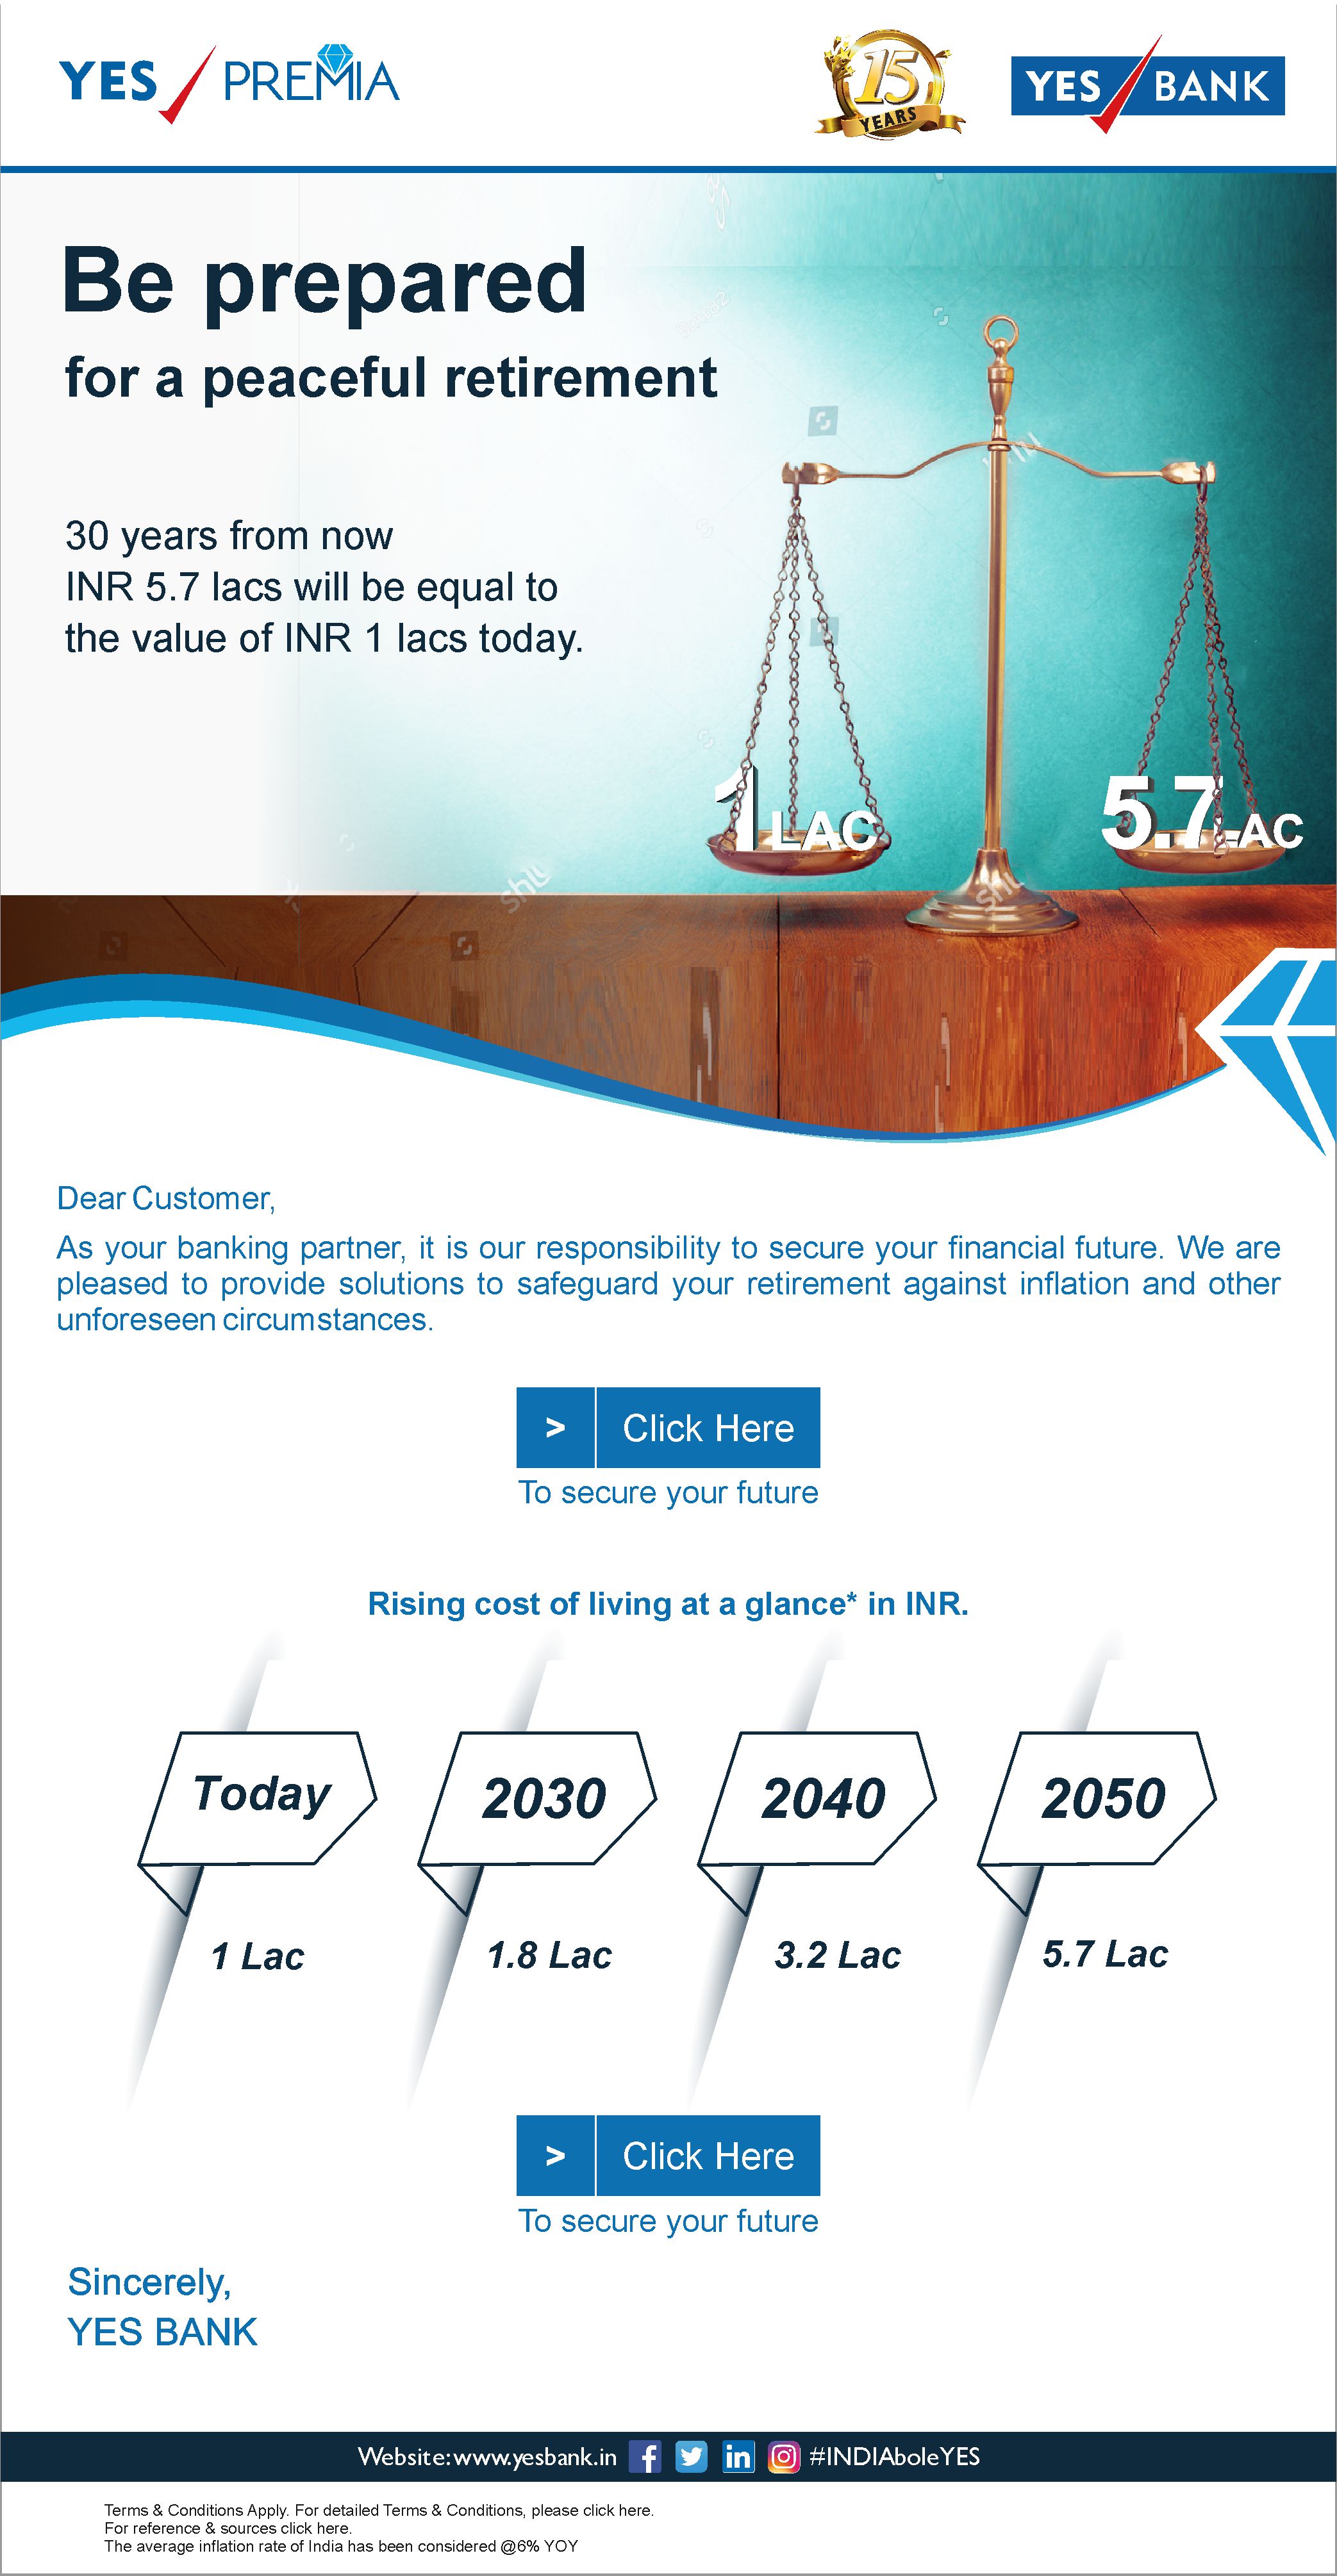 YES PREMIA
15
YEARS
YES BANK
Be prepared
for a peaceful retirement
30 years from now
INR 5.7 lacs will be equal to
the value of INR 1 lacs today.
1 LAC
5.7 LAC
Dear Customer,
As your banking partner, it is our responsibility to secure your financial future. We are
pleased to provide solutions to safeguard your retirement against inflation and other
unforeseen circumstances.
> Click Here
To secure your future
Rising cost of living at a glance* in INR.
Today 2030 2040 2050
1 Lac 1.8 Lac 3.2 Lac 5.7 Lac
> Click Here
To secure your future
Sincerely,
YES BANK
Website: www.yesbank.in f in #INDIAboleYES
Terms & Conditions Apply. For detailed Terms & Conditions, please click here.
For reference & sources click here.
The average inflation rate of India has been considered @6% YOY